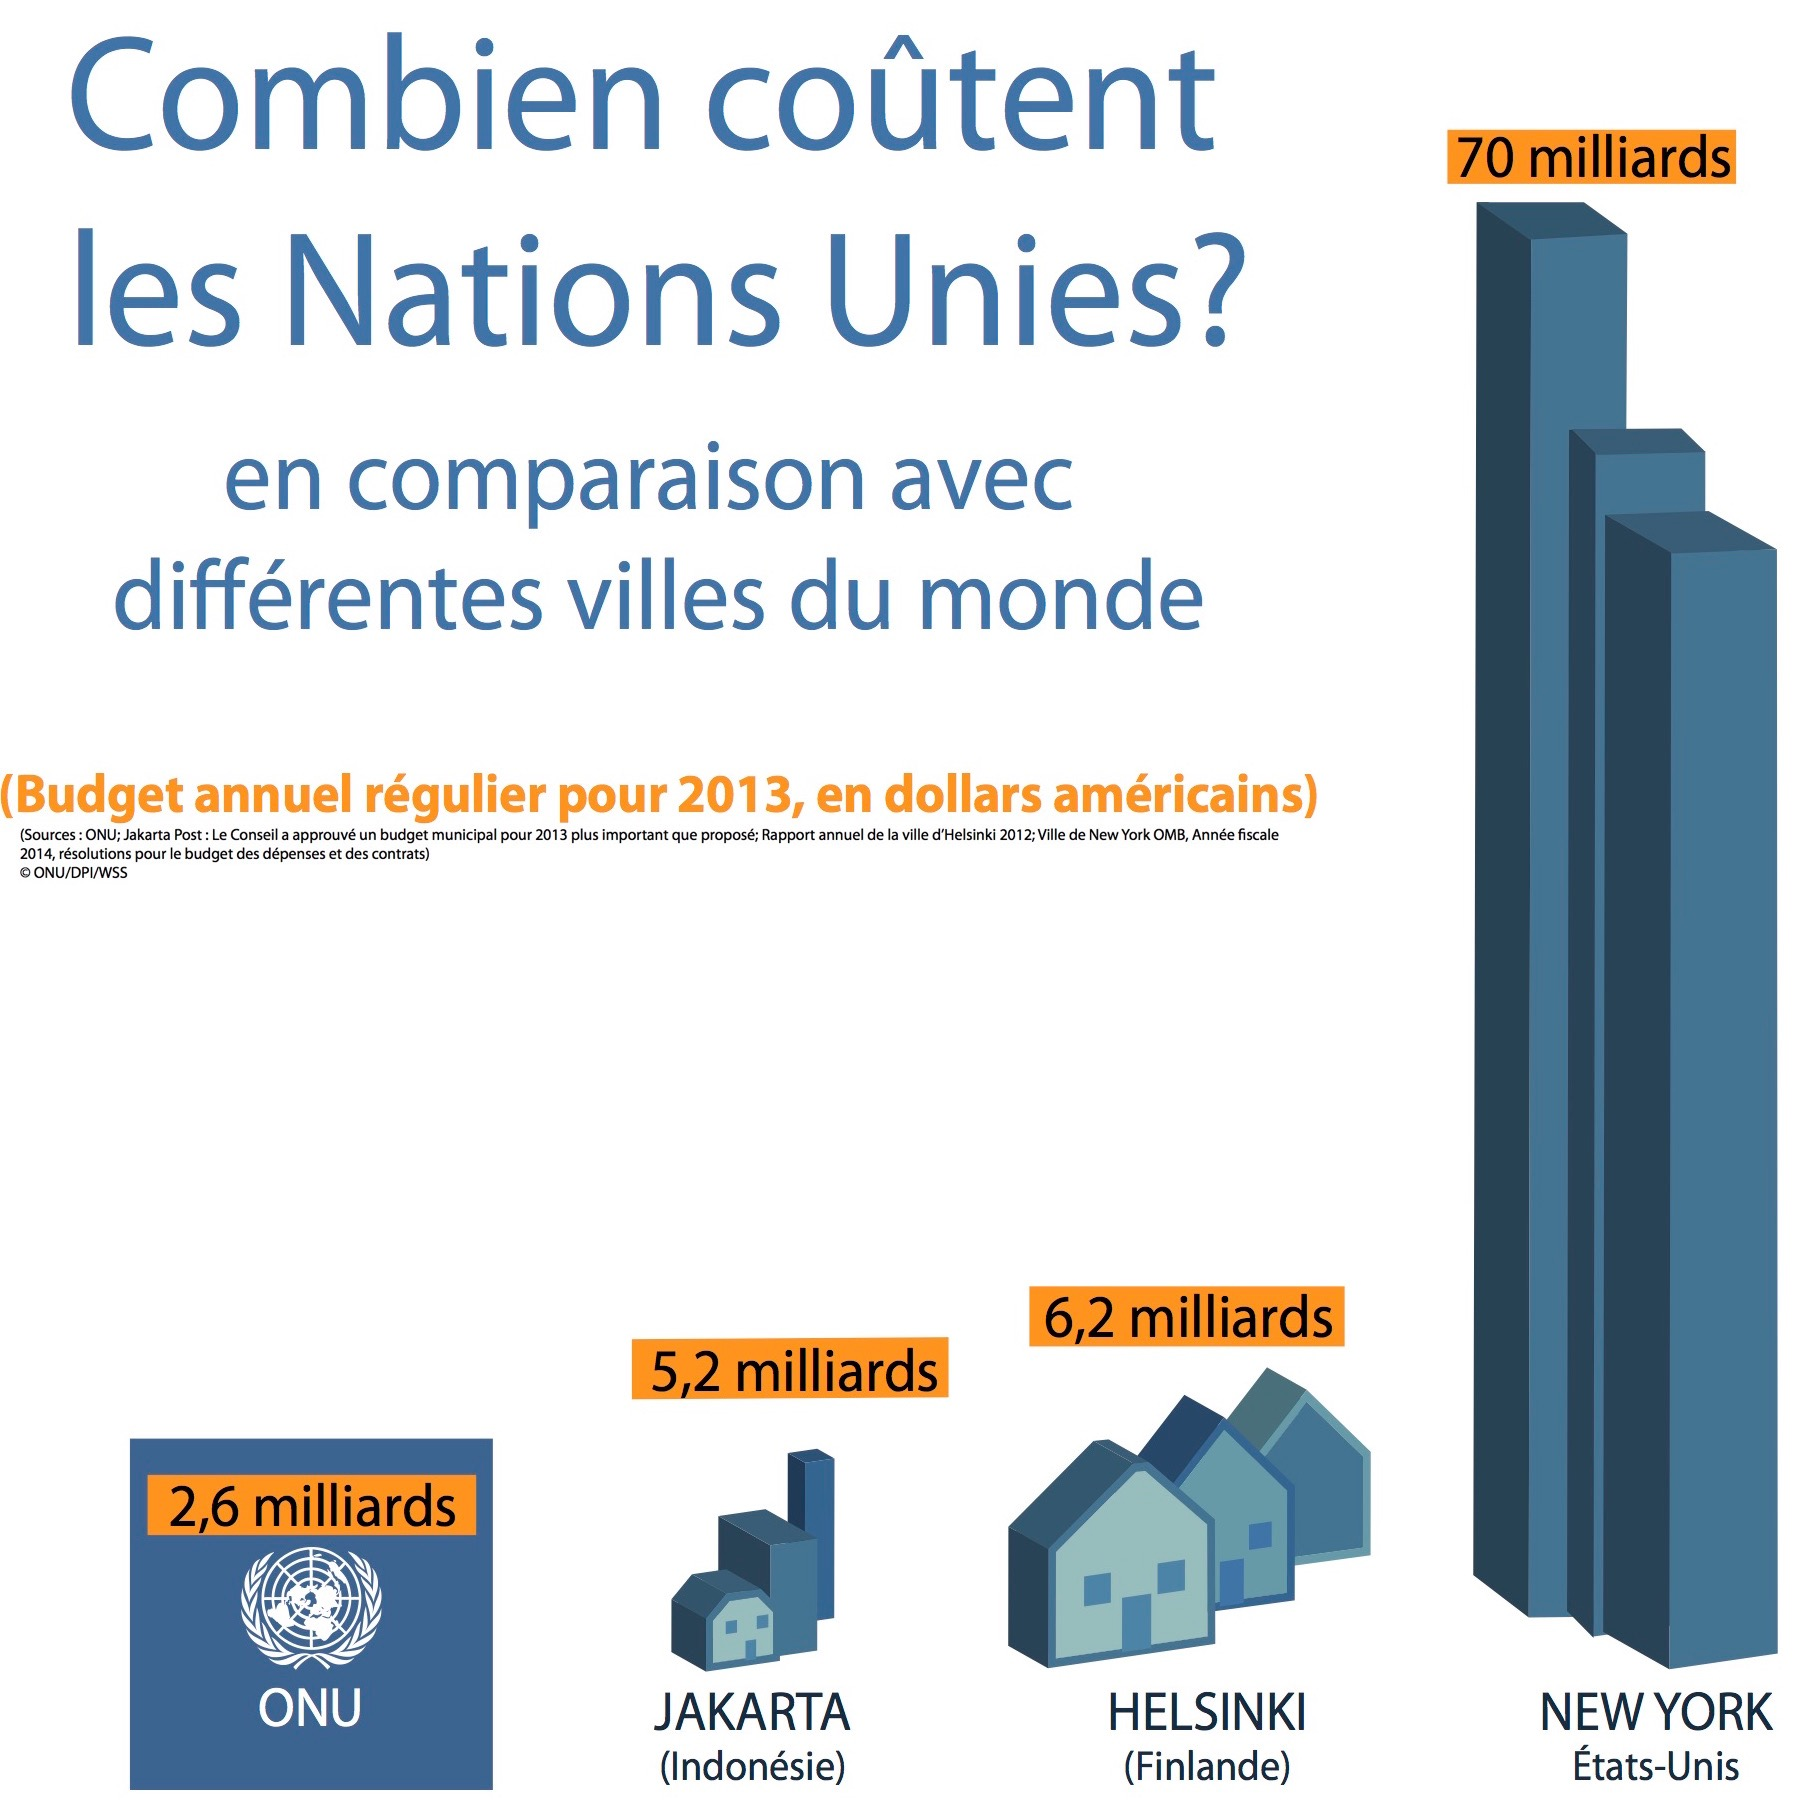 Combien coûtent
les Nations Unies?
en comparaison avec
différentes villes du monde
(Budget annuel régulier pour 2013, en dollars américains)
(Sources : ONU; Jakarta Post : Le Conseil a approuvé un budget municipal pour 2013 plus important que proposé; Rapport annuel de la ville d’Helsinki 2012; Ville de New York OMB, Année fiscale
2014, résolutions pour le budget des dépenses et des contrats)
© ONU/DPI/WSS
2,6 milliards
ONU
5,2 milliards
JAKARTA
(Indonésie)
6,2 milliards
HELSINKI
(Finlande)
70 milliards
NEW YORK
États-Unis